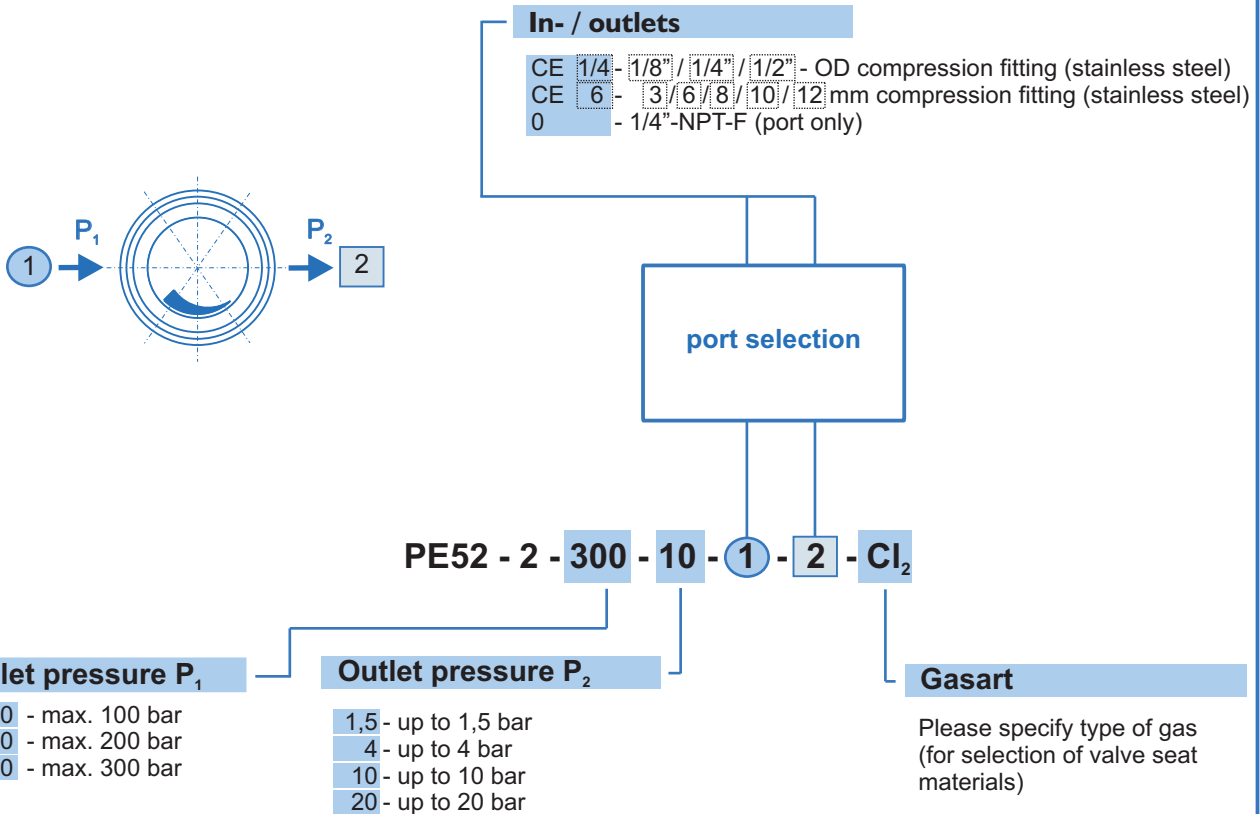 In- / outlets
CE 1/4 - 1/8” / 1/4” / 1/2” - OD compression fitting (stainless steel)
CE 6 - 3 / 6 / 8 / 10 / 12 mm compression fitting (stainless steel)
0 - 1/4”-NPT-F (port only)
P₁
P₂
1
2
port selection
PE52 - 2 - 300 - 10 - 1 - 2 - Cl₂
let pressure P₁
0 - max. 100 bar
0 - max. 200 bar
0 - max. 300 bar
Outlet pressure P₂
1,5 - up to 1,5 bar
4 - up to 4 bar
10 - up to 10 bar
20 - up to 20 bar
Gasart
Please specify type of gas
(for selection of valve seat
materials)